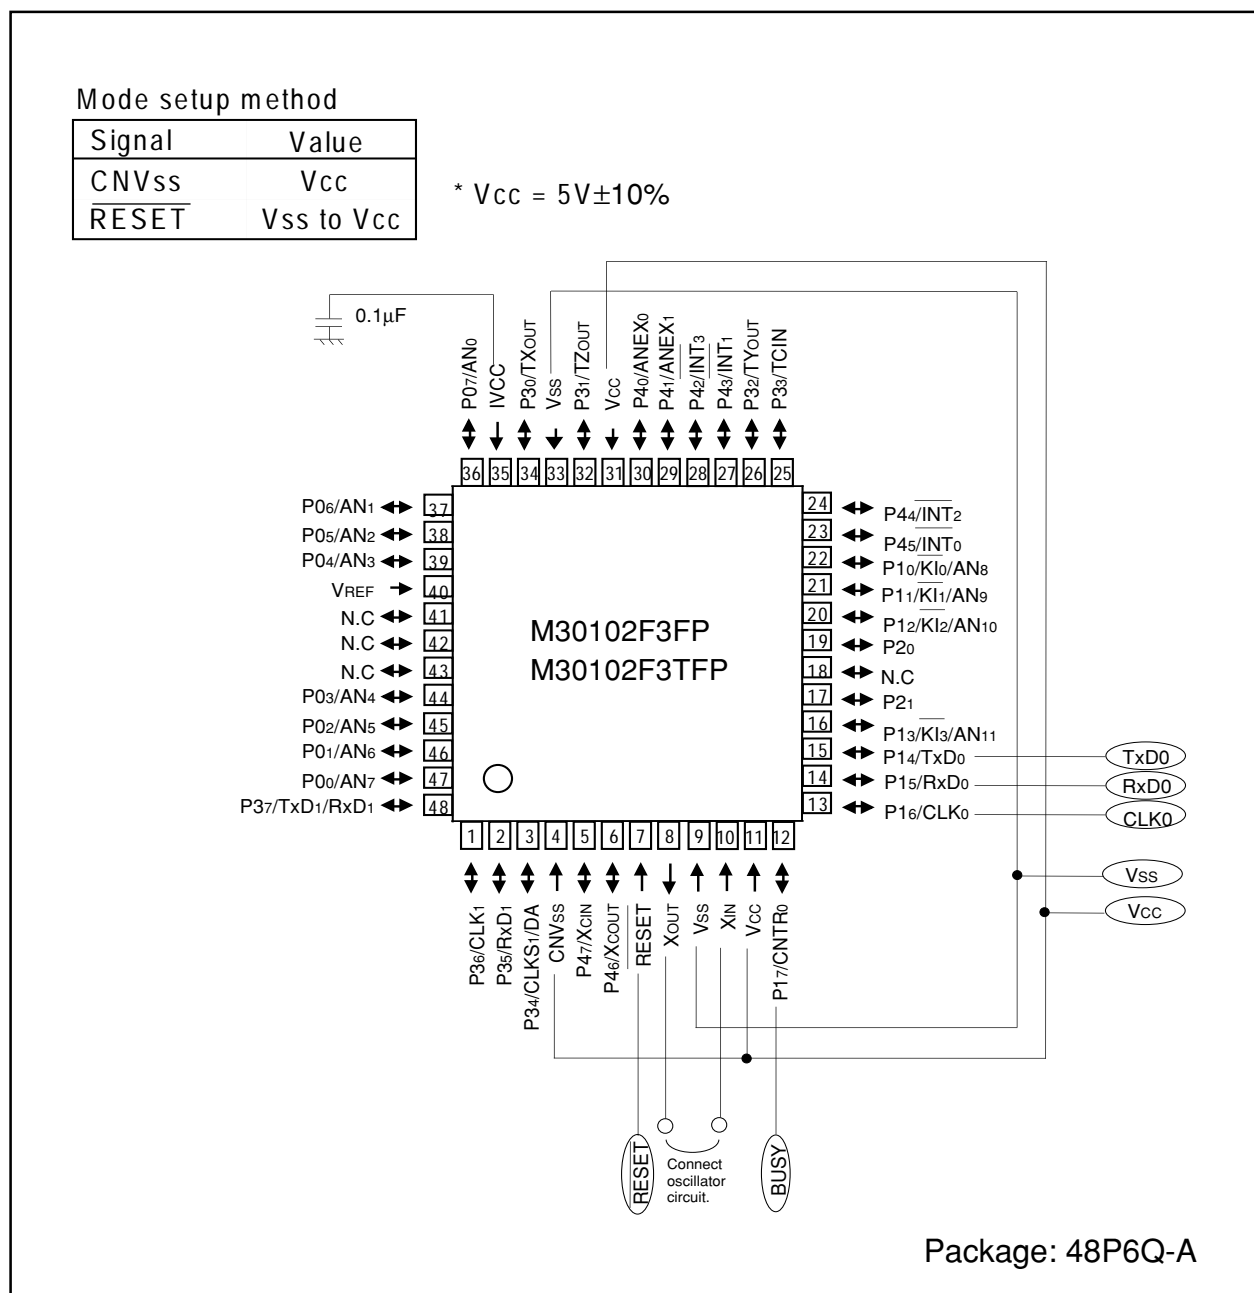 Mode setup method
Signal Value
CNVss Vcc
RESET Vss to Vcc
* Vcc = 5V±10%
0.1µF
P07/AN0
IVCC
P30/TXOUT
Vss
P31/TZOUT
Vcc
P40/ANEX0
P41/ANEX1
P42/INT3
P43/INT1
P32/TYOUT
P33/TCIN
36 35 34 33 32 31 30 29 28 27 26 25
P06/AN1 37
P05/AN2 38
P04/AN3 39
VREF 40
N.C 41
N.C 42
N.C 43
P03/AN4 44
P02/AN5 45
P01/AN6 46
P00/AN7 47
P37/TxD1/RxD1 48
M30102F3FP
M30102F3TFP
24 P44/INT2
23 P45/INT0
22 P10/KI0/AN8
21 P11/KI1/AN9
20 P12/KI2/AN10
19 P20
18 N.C
17 P21
16 P13/KI3/AN11
15 P14/TxD0 TxD0
14 P15/RxD0 RxD0
13 P16/CLK0 CLK0
Vss
Vcc
1 2 3 4 5 6 7 8 9 10 11 12
P36/CLK1
P35/RxD1
P34/CLKS1/DA
CNVss
P47/XCIN
P46/XCOUT
RESET
XOUT
Vss
XIN
Vcc
P17/CNTR0
RESET
Connect
oscillator
circuit.
BUSY
Package: 48P6Q-A